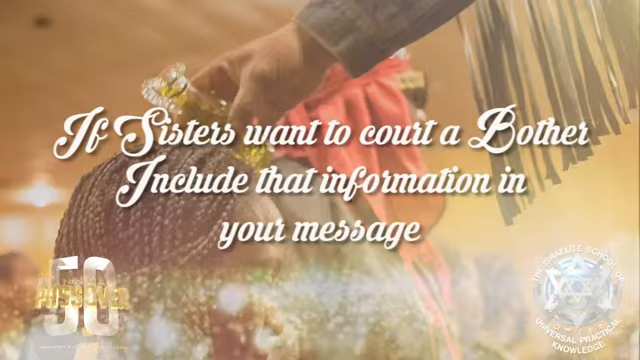 If Sisters want to court a Bother
Include that information in
your message
50
PASSOVER
THE ISRAELITE SCHOOL OF
UNIVERSAL PRACTICAL
KNOWLEDGE